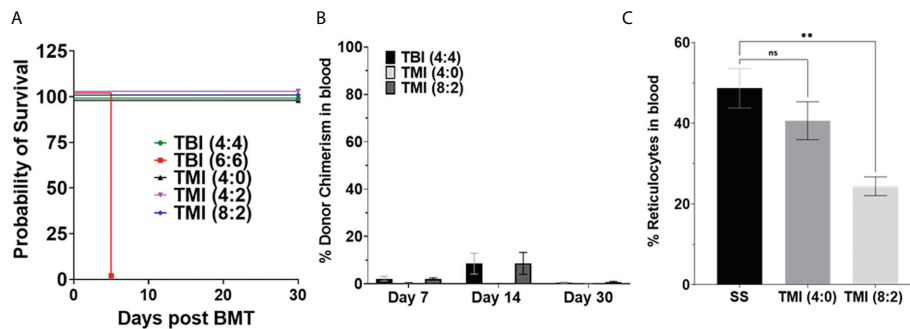 A
125
100
75
50
25
0
0 10 20 30
Probability of Survival
Days post BMT
TBI (4:4)
TBI (6:6)
TMI (4:0)
TMI (4:2)
TMI (8:2)
B
100
80
60
40
20
0
% Donor Chimerism in blood
TBI (4:4)
TMI (4:0)
TMI (8:2)
Day 7 Day 14 Day 30
C
60
40
20
0
% Reticulocytes in blood
**
ns
SS TMI (4:0) TMI (8:2)